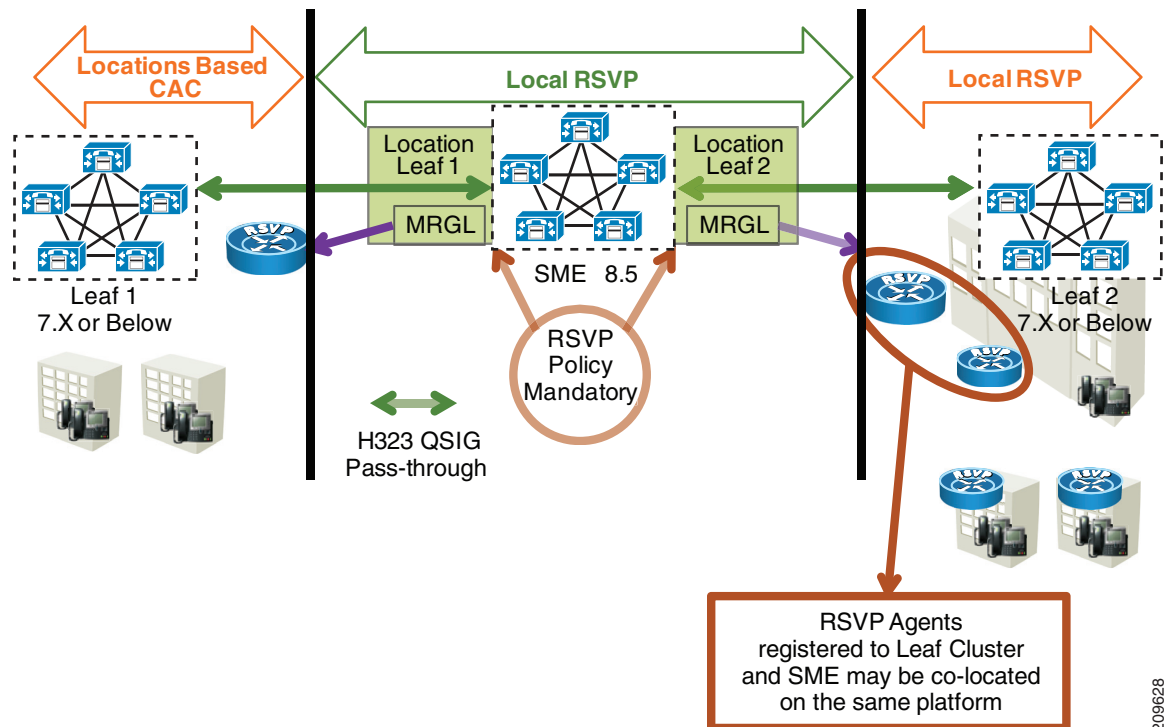 Locations Based
CAC
Local RSVP
Local RSVP
Location
Leaf 1
MRGL
Location
Leaf 2
MRGL
RSVP
SME 8.5
Leaf 1
7.X or Below
Leaf 2
7.X or Below
RSVP
RSVP
RSVP
Policy
Mandatory
H323 QSIG
Pass-through
RSVP
RSVP
RSVP Agents
registered to Leaf Cluster
and SME may be co-located
on the same platform
209628